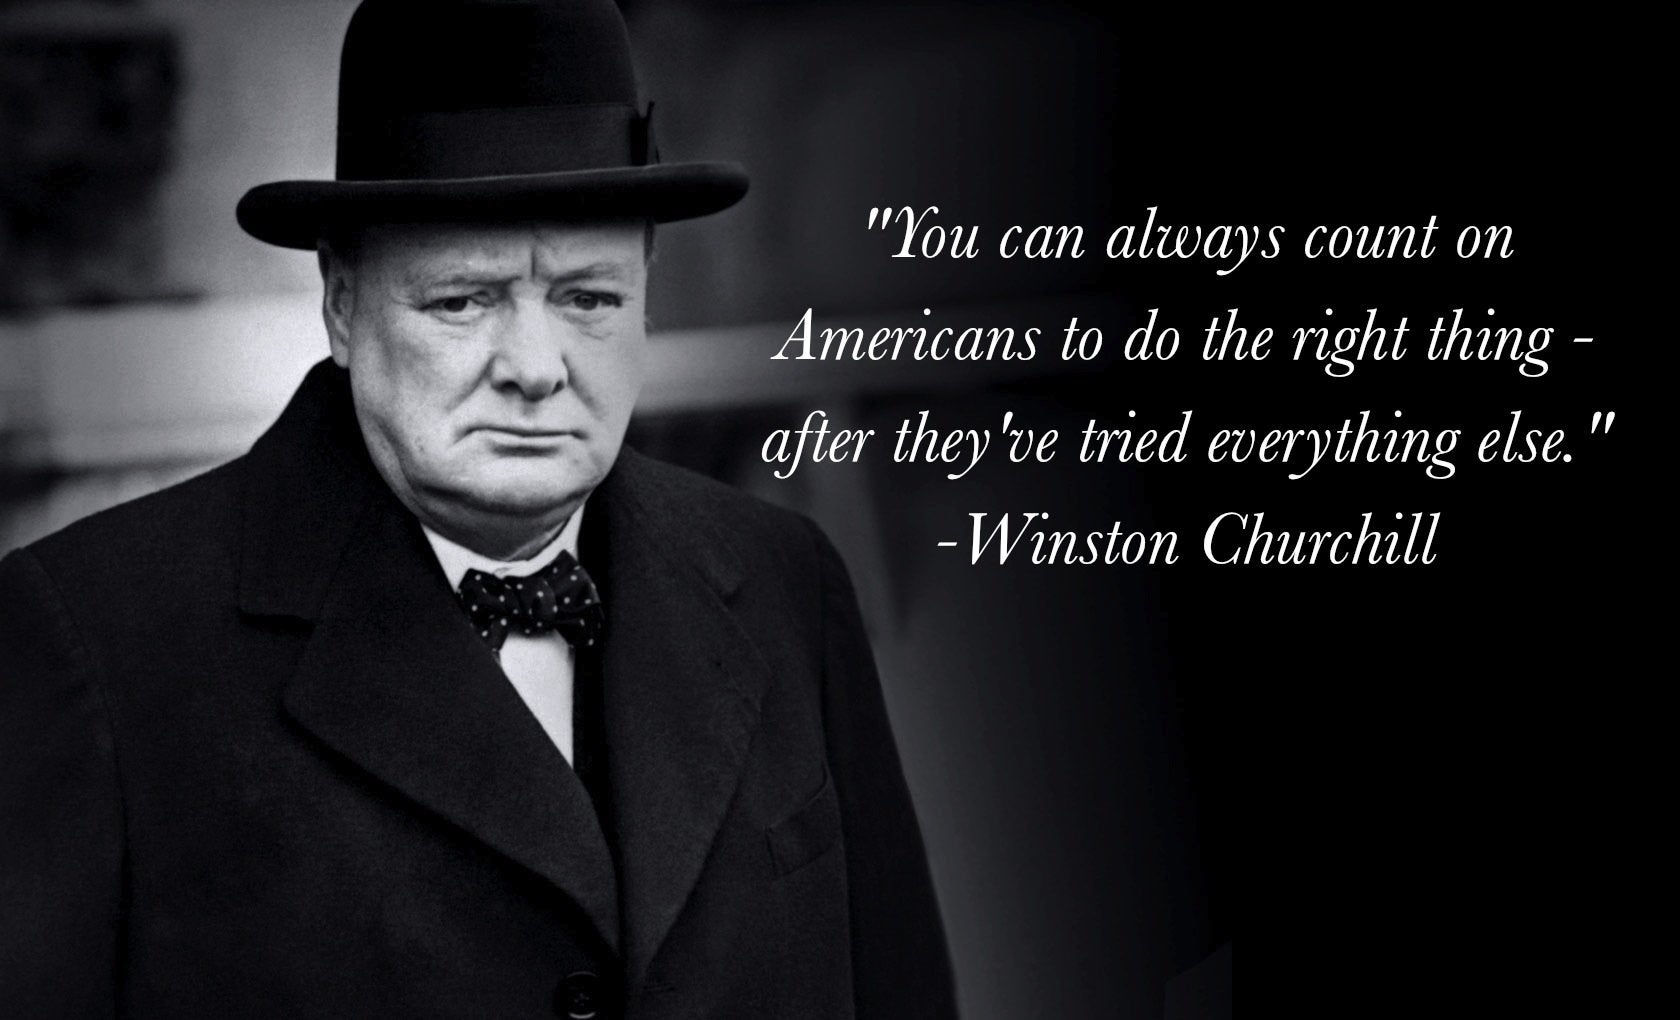 "You can always count on
Americans to do the right thing -
after they've tried everything else."
-Winston Churchill